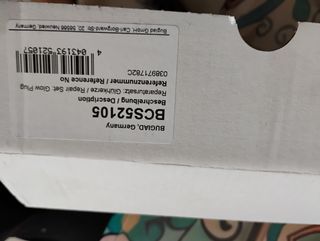 BUGIAD, Germany
BCS52105
Beschreibung / Description
Reparatursatz: Glühkerze / Repair Set: Glow Plug
Referenznummer / Reference No
03897782C
4 043193 521057
Bugiad GmbH, Carl-Borgward-Str. 20, 56566 Neuwied, Germany